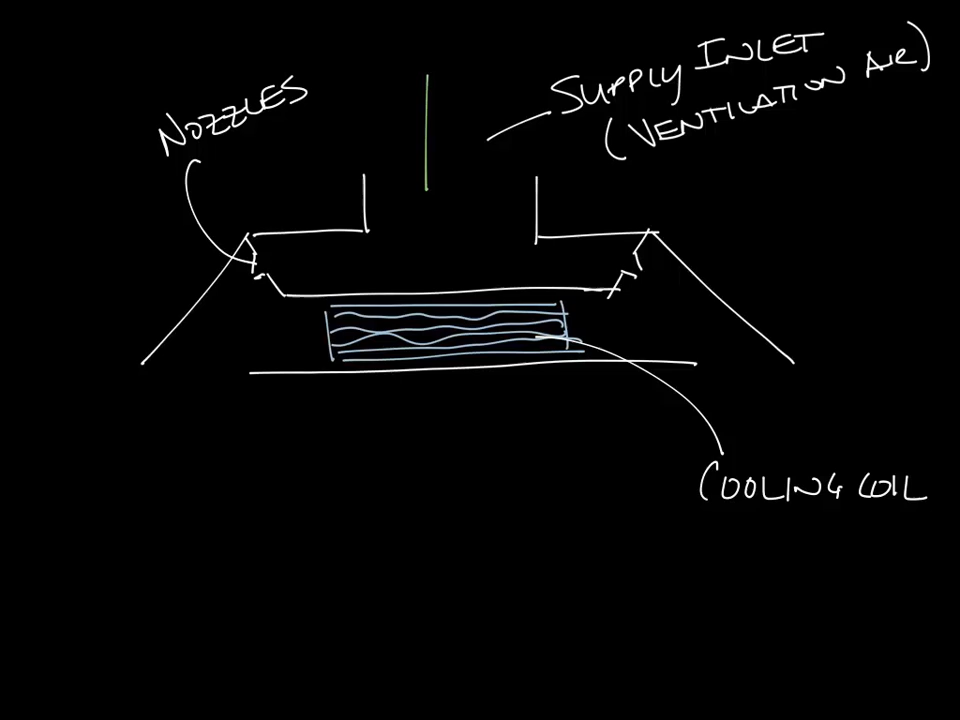 NOZZLES
SUPPLY INLET
(VENTILATION AIR)
COOLING COIL